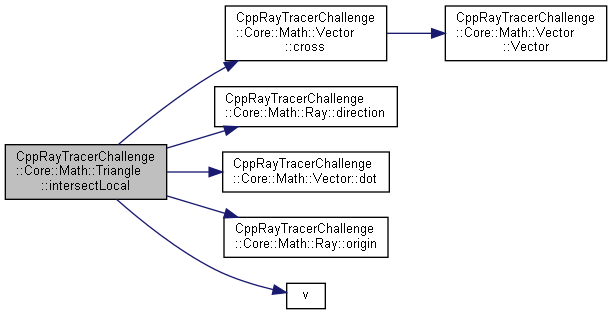 CppRayTracerChallenge
::Core::Math::Triangle
::intersectLocal
CppRayTracerChallenge
::Core::Math::Vector
::cross
CppRayTracerChallenge
::Core::Math::Vector
::Vector
CppRayTracerChallenge
::Core::Math::Ray::direction
CppRayTracerChallenge
::Core::Math::Vector::dot
CppRayTracerChallenge
::Core::Math::Ray::origin
v